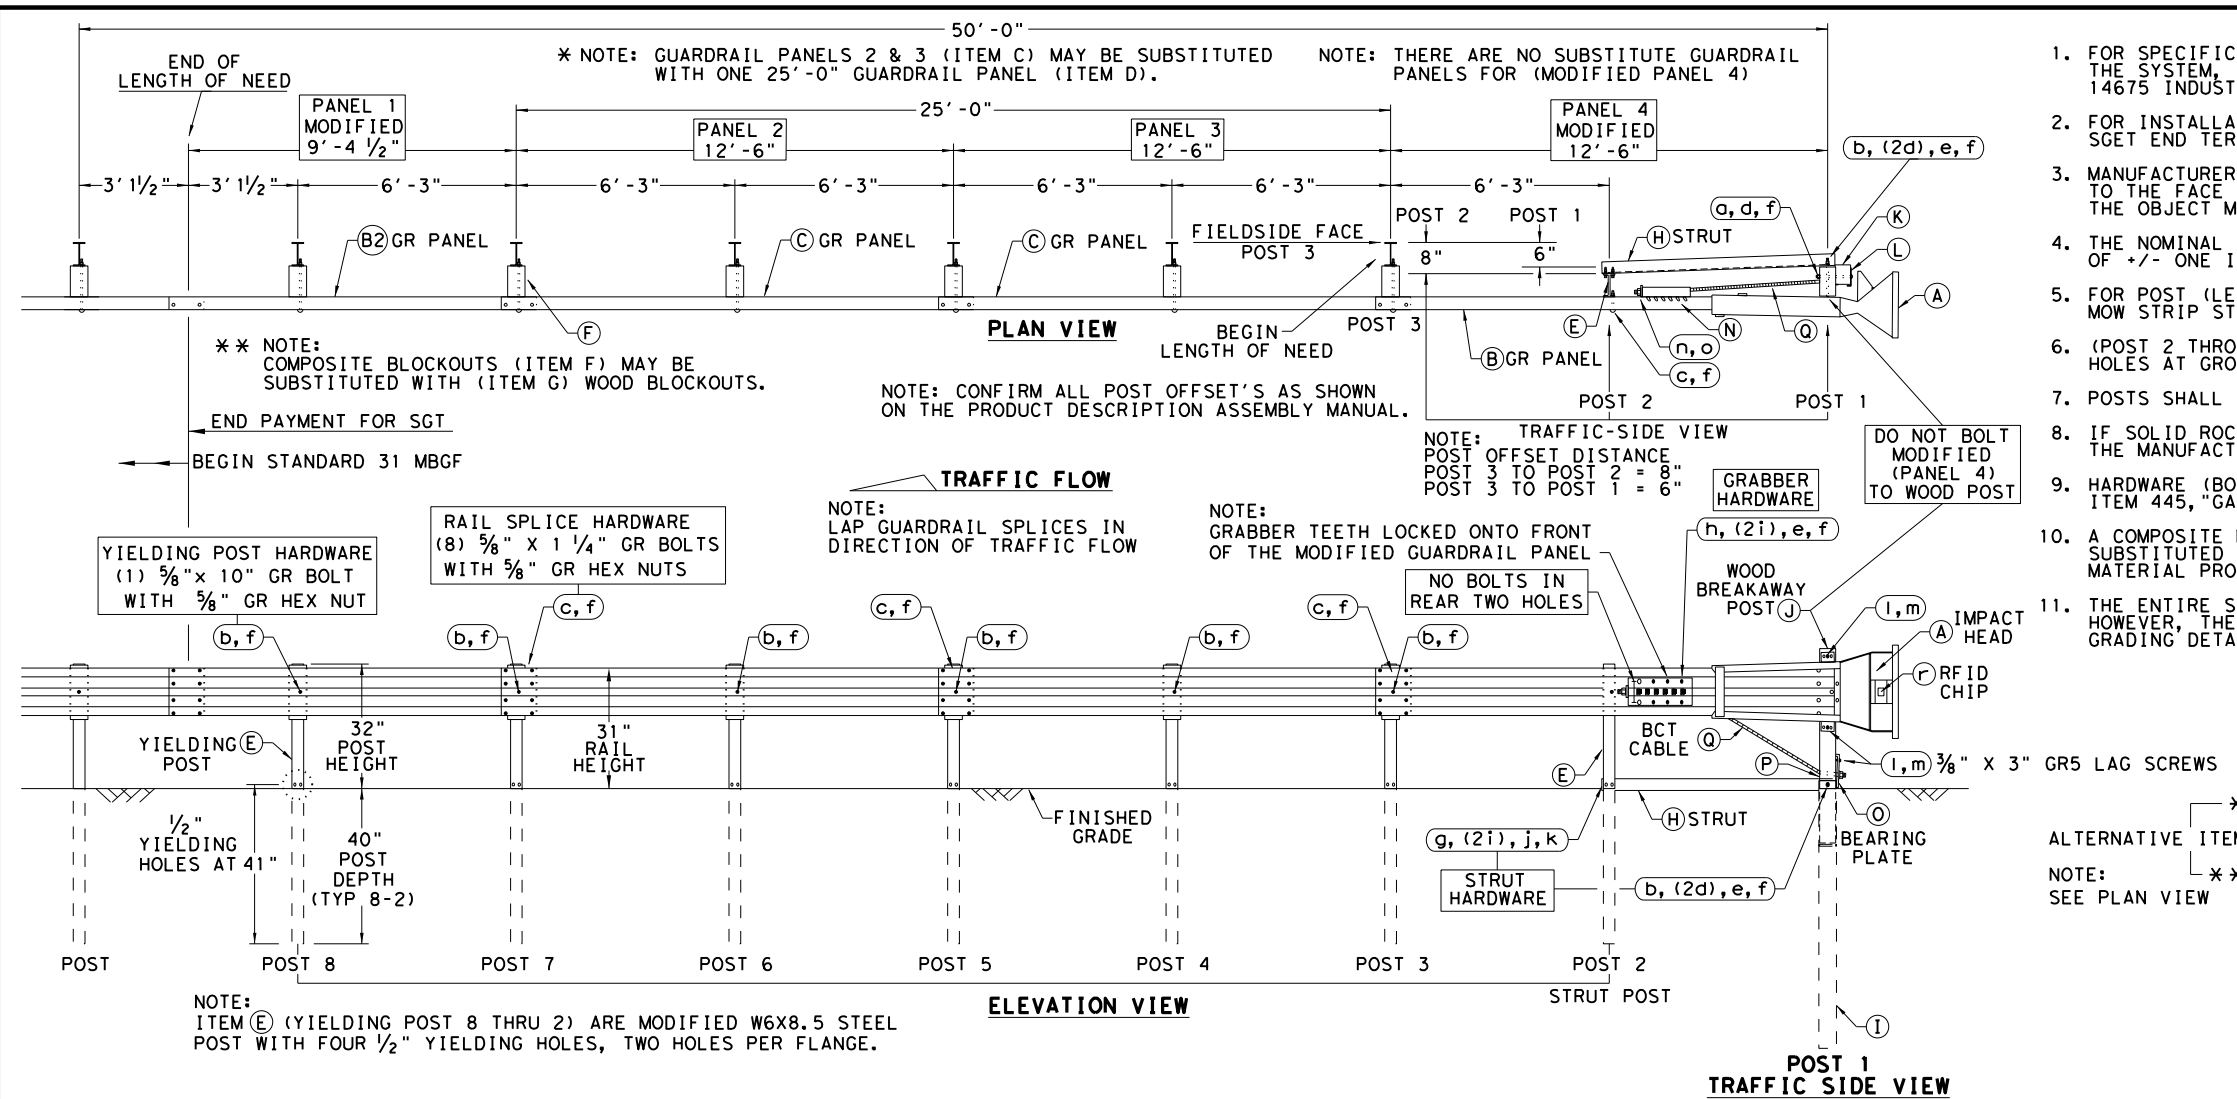 50'-0"
* NOTE: GUARDRAIL PANELS 2 & 3 (ITEM C) MAY BE SUBSTITUTED
WITH ONE 25'-0" GUARDRAIL PANEL (ITEM D).
NOTE: THERE ARE NO SUBSTITUTE GUARDRAIL
PANELS FOR (MODIFIED PANEL 4)
END OF
LENGTH OF NEED
PANEL 1
MODIFIED
9'-4 1/2"
25'-0"
PANEL 2
12'-6"
PANEL 3
12'-6"
PANEL 4
MODIFIED
12'-6"
b, (2d), e, f
3' 1 1/2"
3' 1 1/2"
6'-3"
6'-3"
6'-3"
6'-3"
6'-3"
6'-3"
B2 GR PANEL
C GR PANEL
C GR PANEL
FIELDSIDE FACE
POST 3
POST 2
8"
POST 1
6"
H STRUT
a, d, f
K
L
A
F
PLAN VIEW
BEGIN
LENGTH OF NEED
POST 3
B GR PANEL
E
n, o
c, f
N
Q
POST 2
POST 1
** NOTE:
COMPOSITE BLOCKOUTS (ITEM F) MAY BE
SUBSTITUTED WITH (ITEM G) WOOD BLOCKOUTS.
NOTE: CONFIRM ALL POST OFFSET'S AS SHOWN
ON THE PRODUCT DESCRIPTION ASSEMBLY MANUAL.
TRAFFIC-SIDE VIEW
NOTE:
POST OFFSET DISTANCE
POST 3 TO POST 2 = 8"
POST 3 TO POST 1 = 6"
DO NOT BOLT
MODIFIED
(PANEL 4)
TO WOOD POST
END PAYMENT FOR SGT
BEGIN STANDARD 31 MBGF
TRAFFIC FLOW
NOTE:
LAP GUARDRAIL SPLICES IN
DIRECTION OF TRAFFIC FLOW
NOTE:
GRABBER TEETH LOCKED ONTO FRONT
OF THE MODIFIED GUARDRAIL PANEL
GRABBER
HARDWARE
h, (2i), e, f
NO BOLTS IN
REAR TWO HOLES
WOOD
BREAKAWAY
POST J
l, m
A IMPACT
HEAD
r RFID
CHIP
YIELDING POST HARDWARE
(1) 5/8"x 10" GR BOLT
WITH 5/8" GR HEX NUT
RAIL SPLICE HARDWARE
(8) 5/8" X 1 1/4" GR BOLTS
WITH 5/8" GR HEX NUTS
b, f
c, f
b, f
b, f
c, f
b, f
b, f
c, f
b, f
YIELDING E
POST
32"
POST
HEIGHT
31"
RAIL
HEIGHT
BCT
CABLE Q
P
E
l, m 3/8" X 3" GR5 LAG SCREWS
1/2"
YIELDING
HOLES AT 41"
40"
POST
DEPTH
(TYP 8-2)
FINISHED
GRADE
H STRUT
O
BEARING
PLATE
g, (2i), j, k
STRUT
HARDWARE
b, (2d), e, f
POST
POST 8
POST 7
POST 6
POST 5
POST 4
POST 3
POST 2
STRUT POST
ELEVATION VIEW
NOTE:
ITEM E (YIELDING POST 8 THRU 2) ARE MODIFIED W6X8.5 STEEL
POST WITH FOUR 1/2" YIELDING HOLES, TWO HOLES PER FLANGE.
I
POST 1
TRAFFIC SIDE VIEW
1. FOR SPECIFIC
THE SYSTEM,
14675 INDUST
2. FOR INSTALLA
SGET END TER
3. MANUFACTURER
TO THE FACE
THE OBJECT M
4. THE NOMINAL
OF +/- ONE I
5. FOR POST (LE
MOW STRIP ST
6. (POST 2 THRO
HOLES AT GRO
7. POSTS SHALL
8. IF SOLID ROC
THE MANUFACT
9. HARDWARE (BO
ITEM 445,"GA
10. A COMPOSITE
SUBSTITUTED
MATERIAL PRO
11. THE ENTIRE S
HOWEVER, THE
GRADING DETA
*
ALTERNATIVE ITEM
NOTE:
**
SEE PLAN VIEW